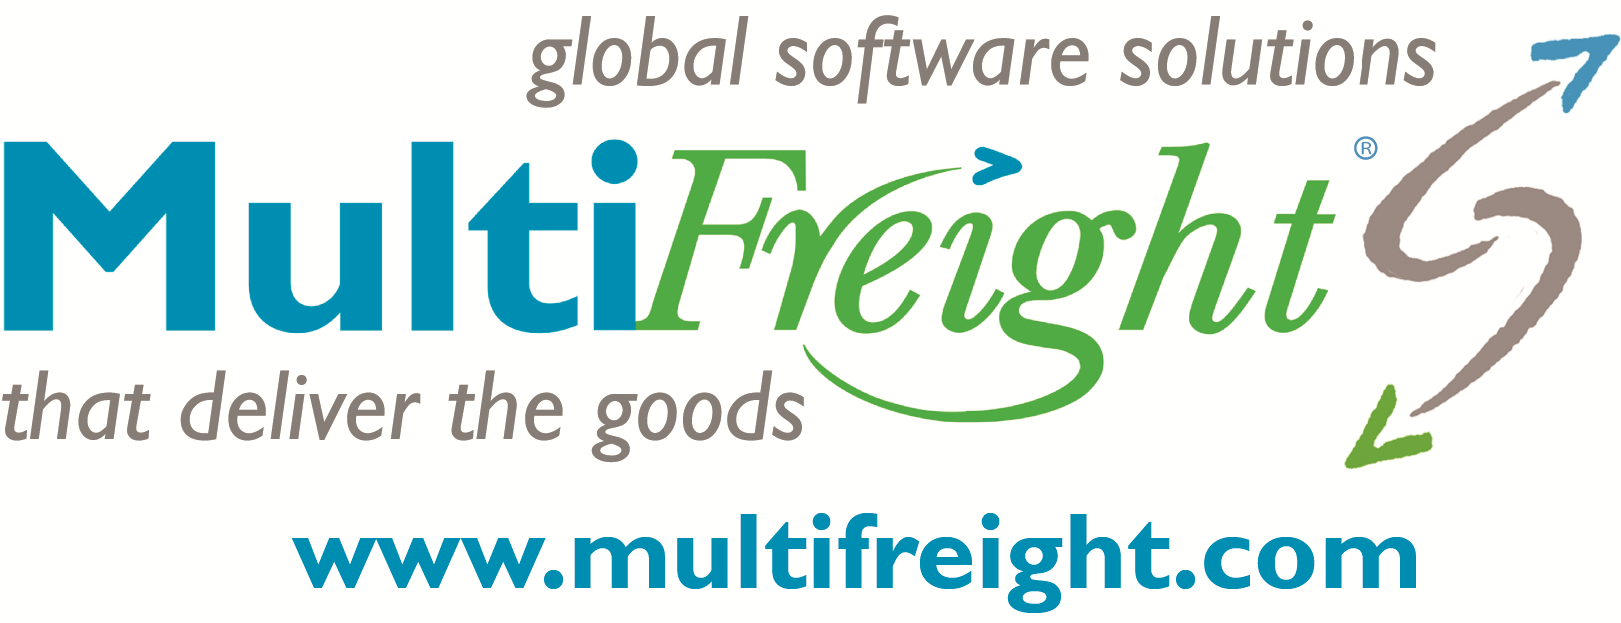 global software solutions
MultiFreight®
that deliver the goods
www.multifreight.com